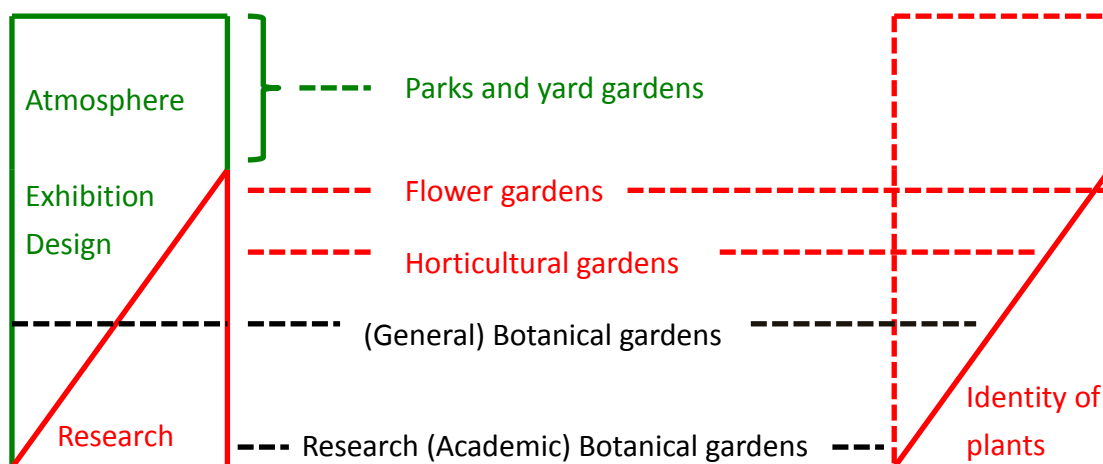 Atmosphere
Parks and yard gardens
Exhibition
Design
Flower gardens
Horticultural gardens
(General) Botanical gardens
Research
Research (Academic) Botanical gardens
Identity of
plants